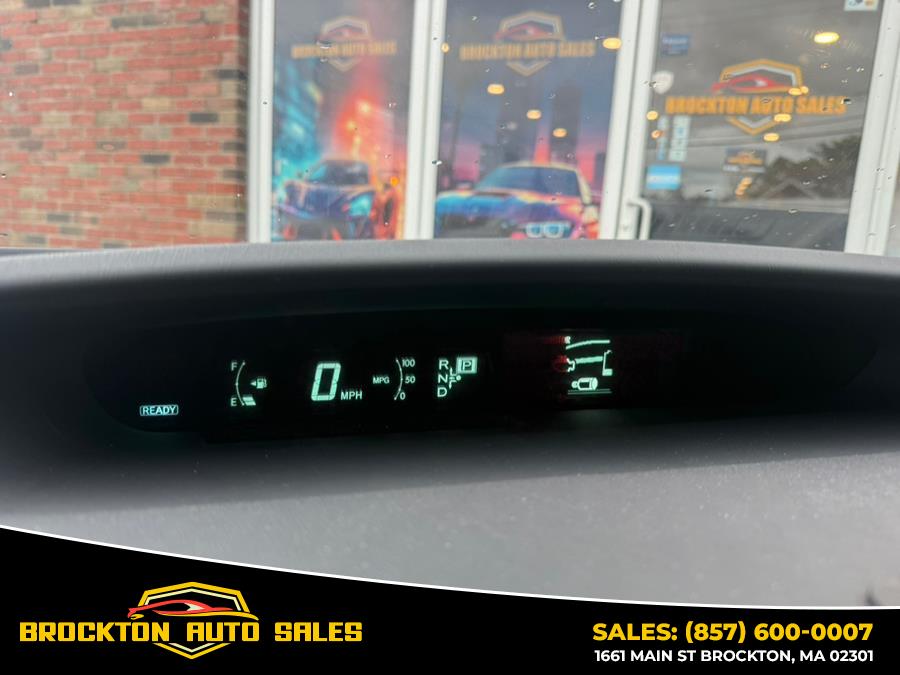 BROCKTON AUTO SALES
BROCKTON AUTO SALES
BROCKTON AUTO SALES
F
E
READY
0 MPH
MPG
100
50
0
R
N
D
P
BROCKTON AUTO SALES
SALES: (857) 600-0007
1661 MAIN ST BROCKTON, MA 02301